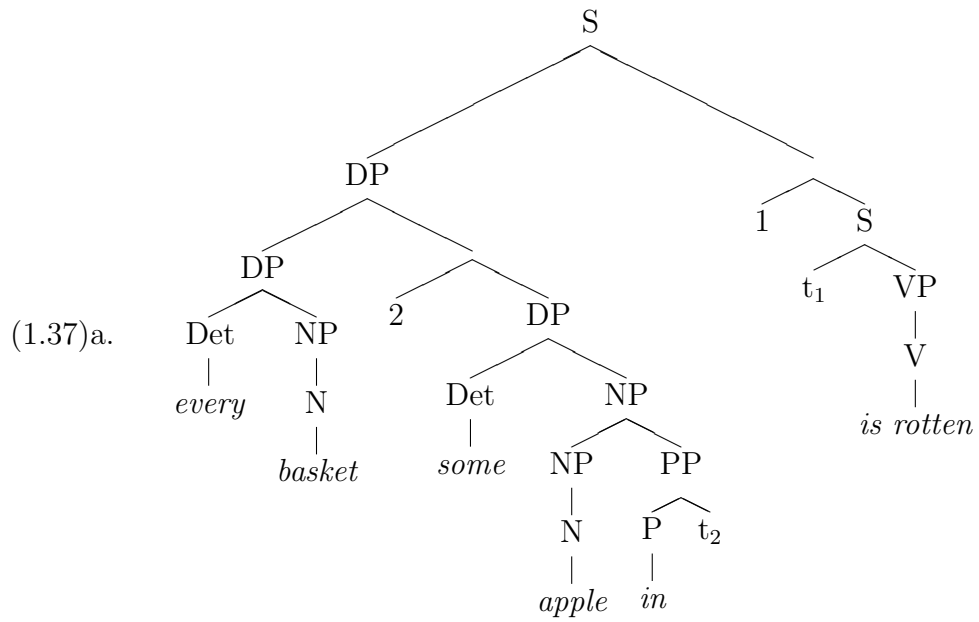 S
DP
1 S
DP
t₁ VP
2 DP
(1.37)a. Det NP
V
every N Det NP
is rotten
basket some NP PP
N P t₂
apple in